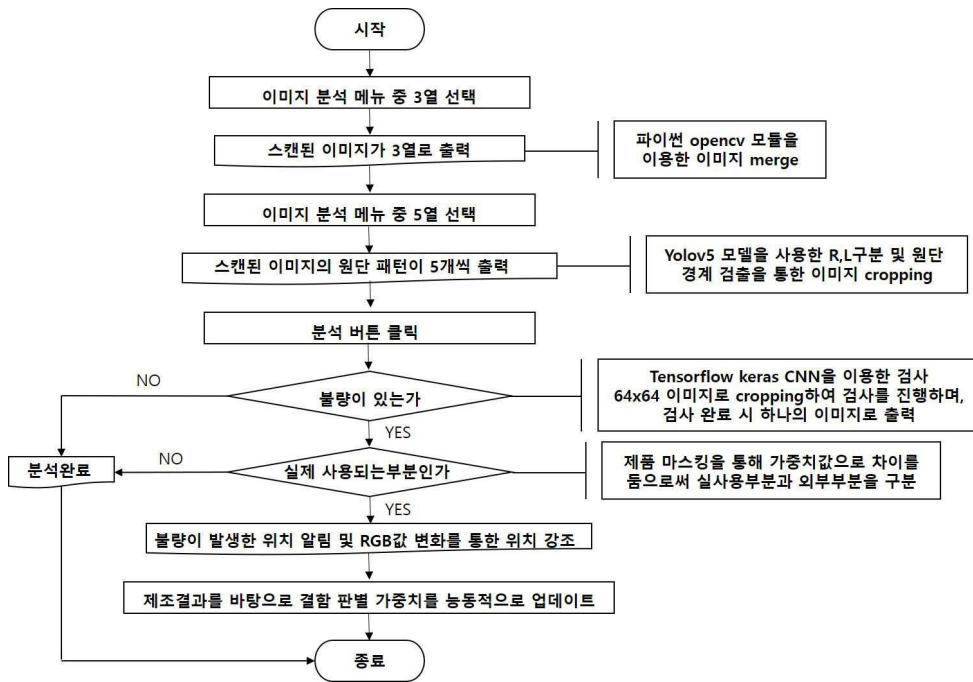 시작
이미지 분석 메뉴 중 3열 선택
스캔된 이미지가 3열로 출력
파이썬 opencv 모듈을
이용한 이미지 merge
이미지 분석 메뉴 중 5열 선택
스캔된 이미지의 원단 패턴이 5개씩 출력
Yolov5 모델을 사용한 R,L구분 및 원단
경계 검출을 통한 이미지 cropping
분석 버튼 클릭
NO
불량이 있는가
Tensorflow keras CNN을 이용한 검사
64x64 이미지로 cropping하여 검사를 진행하며,
검사 완료 시 하나의 이미지로 출력
YES
분석완료
NO
실제 사용되는부분인가
제품 마스킹을 통해 가중치값으로 차이를
둠으로써 실사용부분과 외부부분을 구분
YES
불량이 발생한 위치 알림 및 RGB값 변화를 통한 위치 강조
제조결과를 바탕으로 결함 판별 가중치를 능동적으로 업데이트
종료